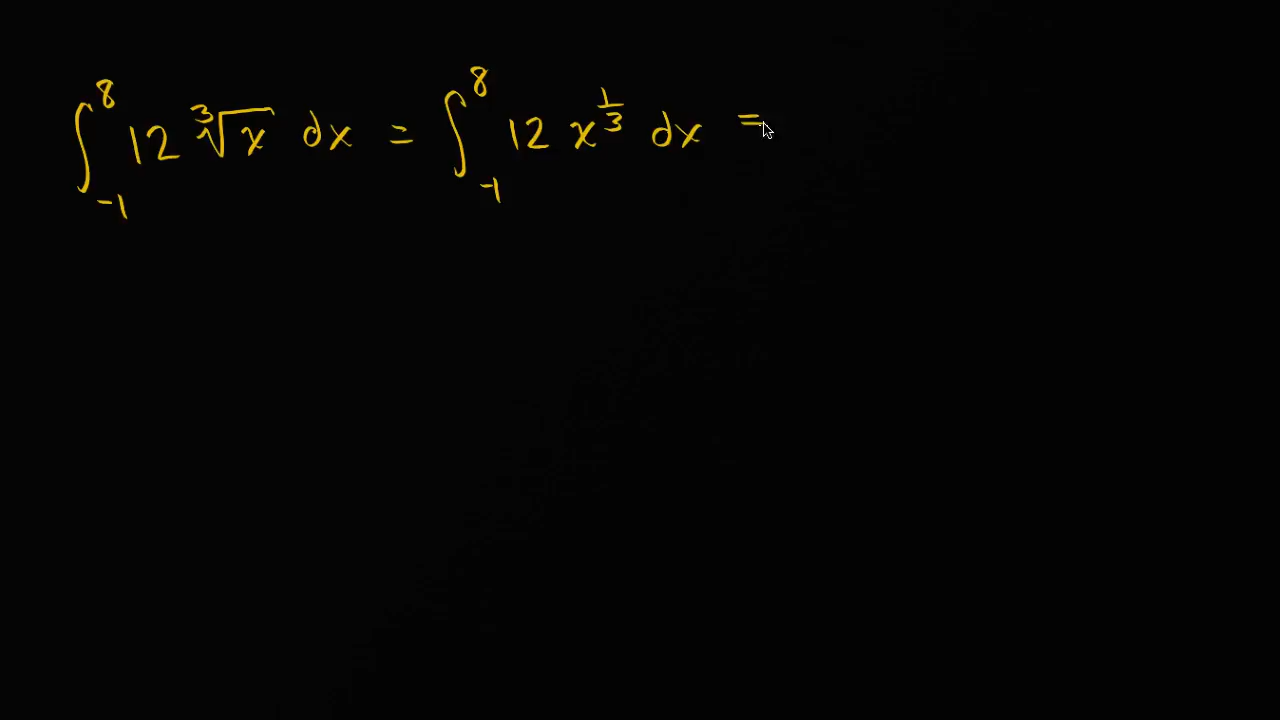 ∫_{-1}^{8} 12 ∛x dx = ∫_{-1}^{8} 12 x^{1/3} dx =